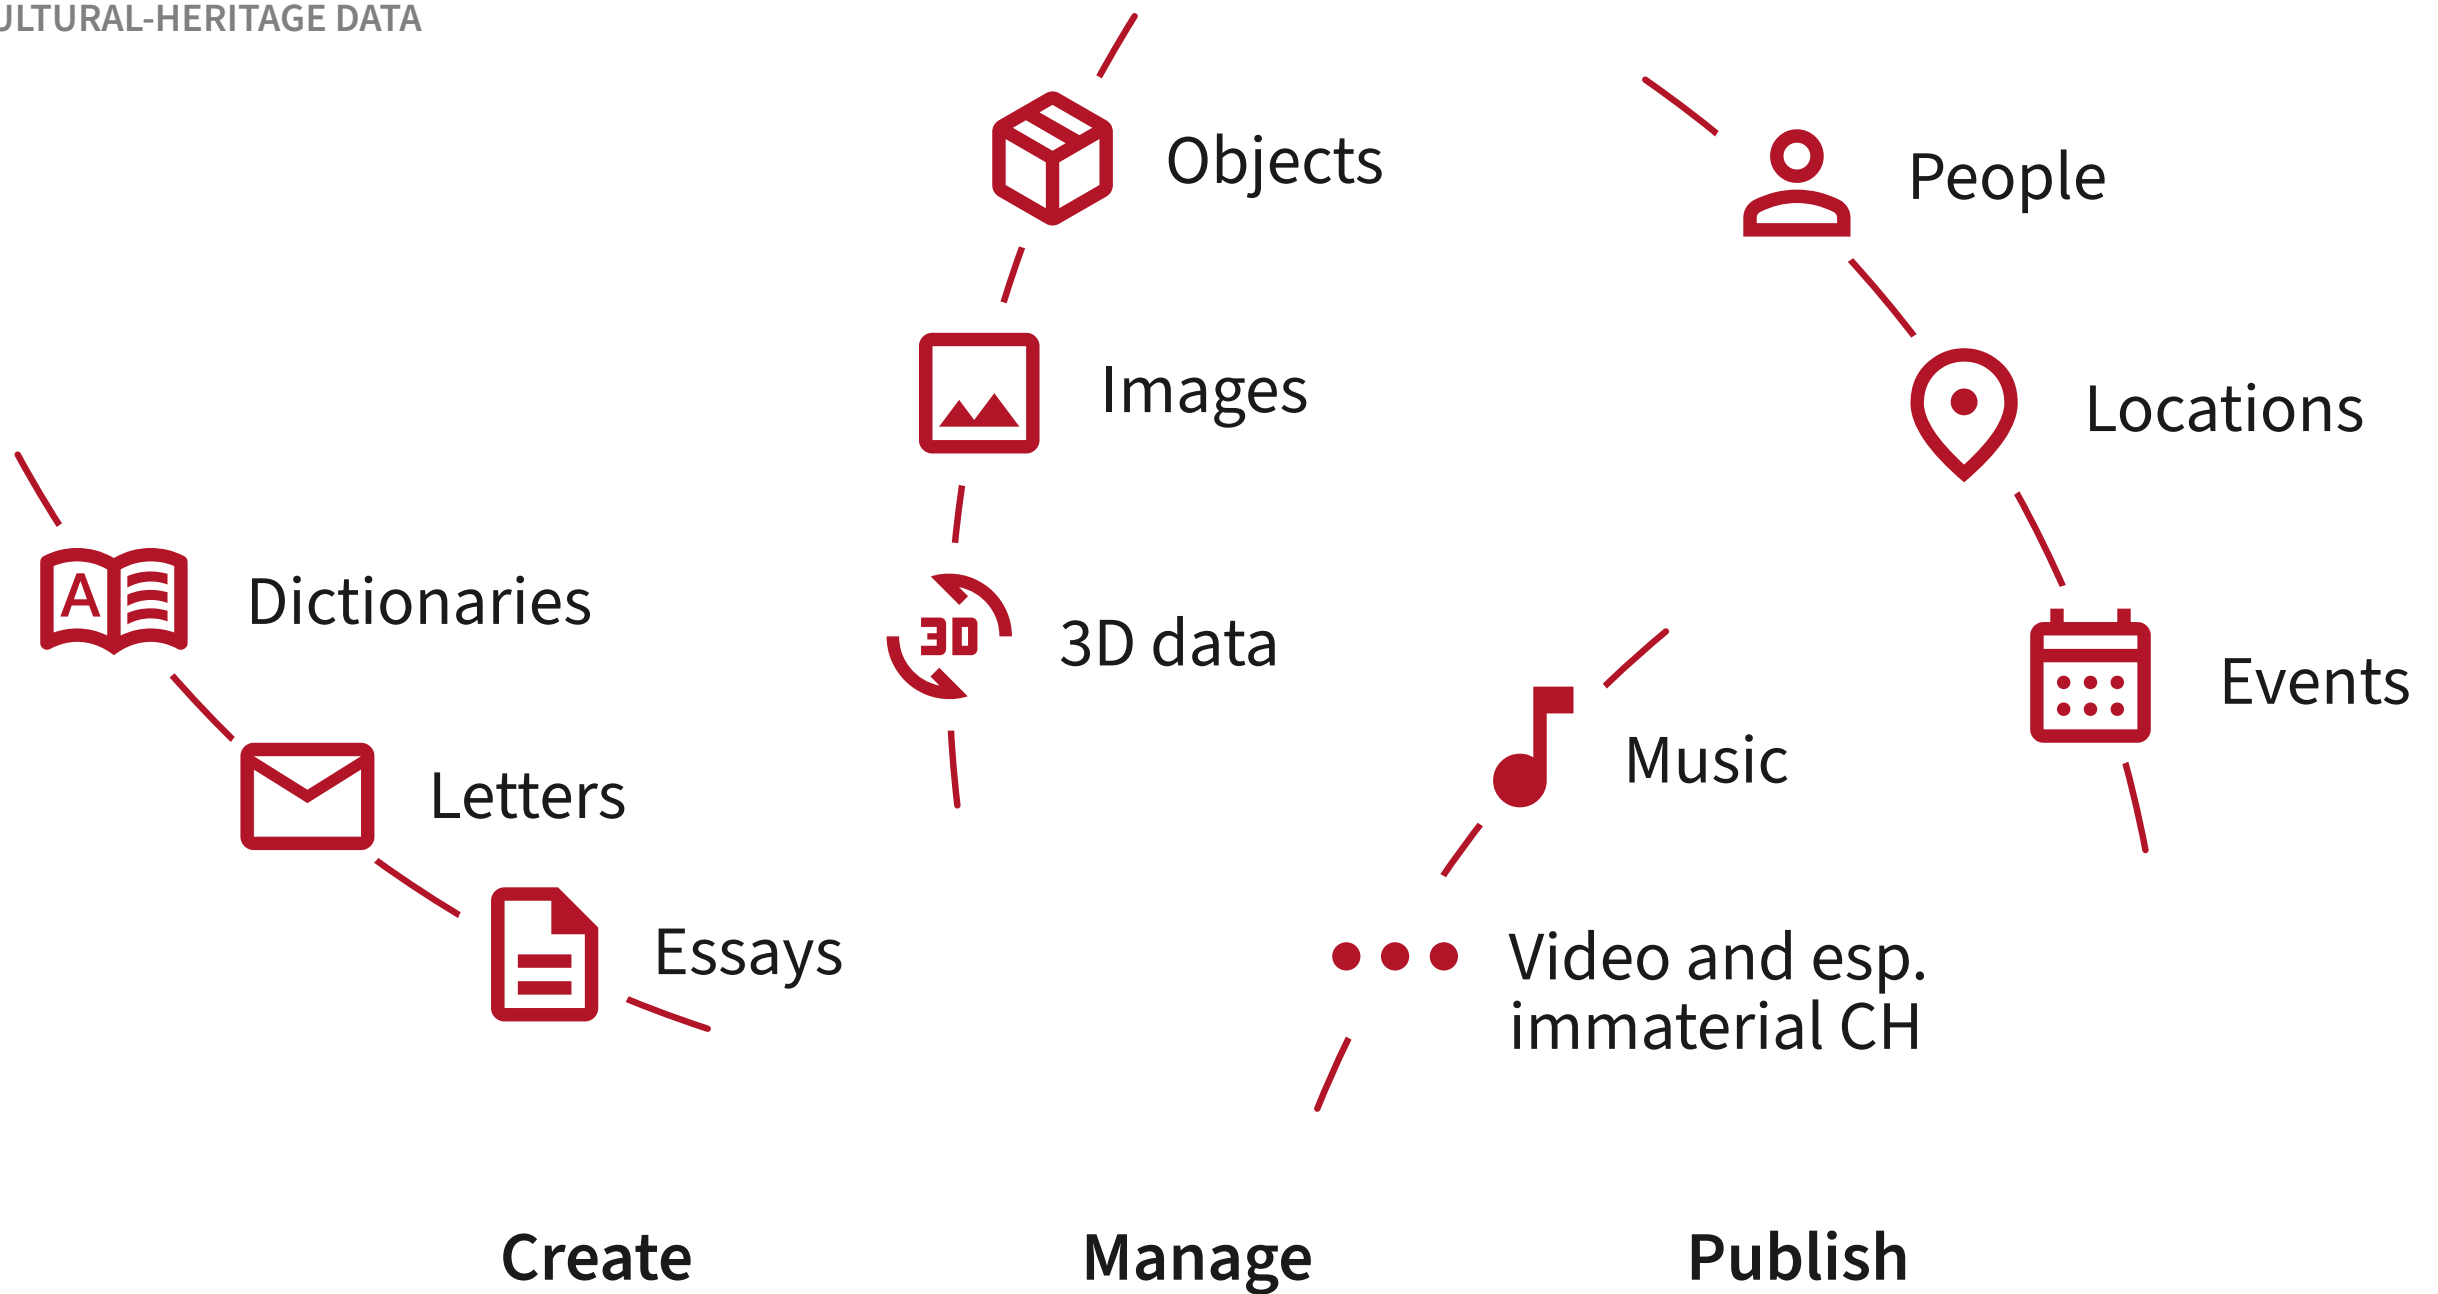 ULTURAL-HERITAGE DATA
Objects
Images
3D data
People
Locations
Events
Dictionaries
Letters
Essays
Music
Video and esp.
immaterial CH
Create
Manage
Publish